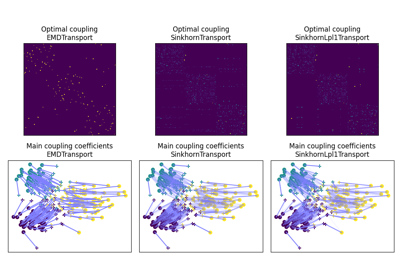 Optimal coupling
EMDTransport
Optimal coupling
SinkhornTransport
Optimal coupling
SinkhornLpl1Transport
Main coupling coefficients
EMDTransport
Main coupling coefficients
SinkhornTransport
Main coupling coefficients
SinkhornLpl1Transport